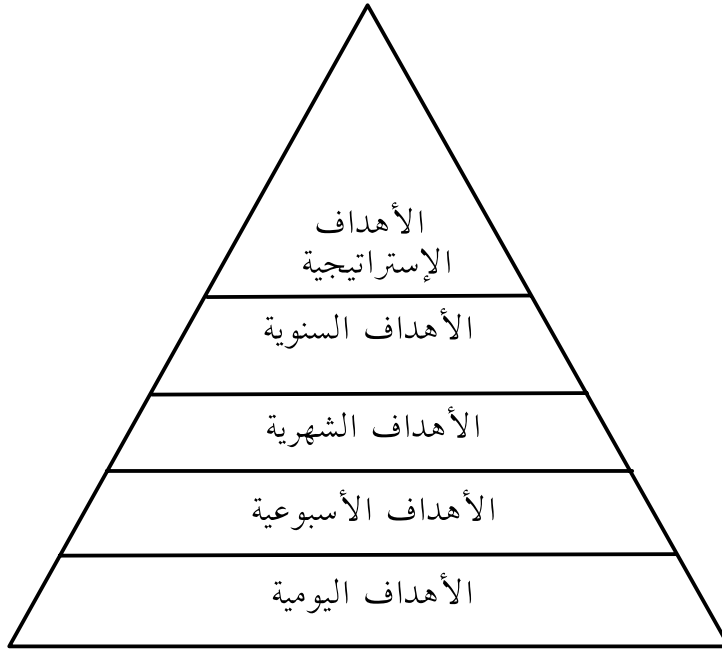 الأهداف
الإستراتيجية
الأهداف السنوية
الأهداف الشهرية
الأهداف الأسبوعية
الأهداف اليومية